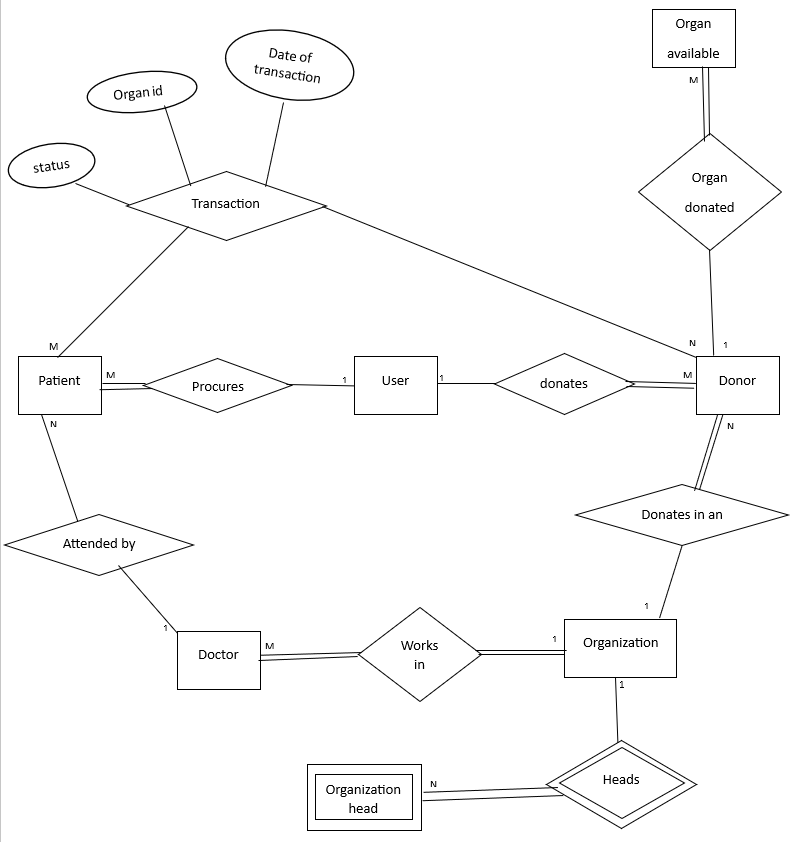 Organ
available
Date of
transaction
Organ id
M
status
Organ
donated
Transaction
M
N
1
Patient
M
Procures
1
User
1
donates
M
Donor
N
N
Attended by
Donates in an
1
1
Doctor
M
Works
in
1
Organization
1
Organization
head
N
Heads